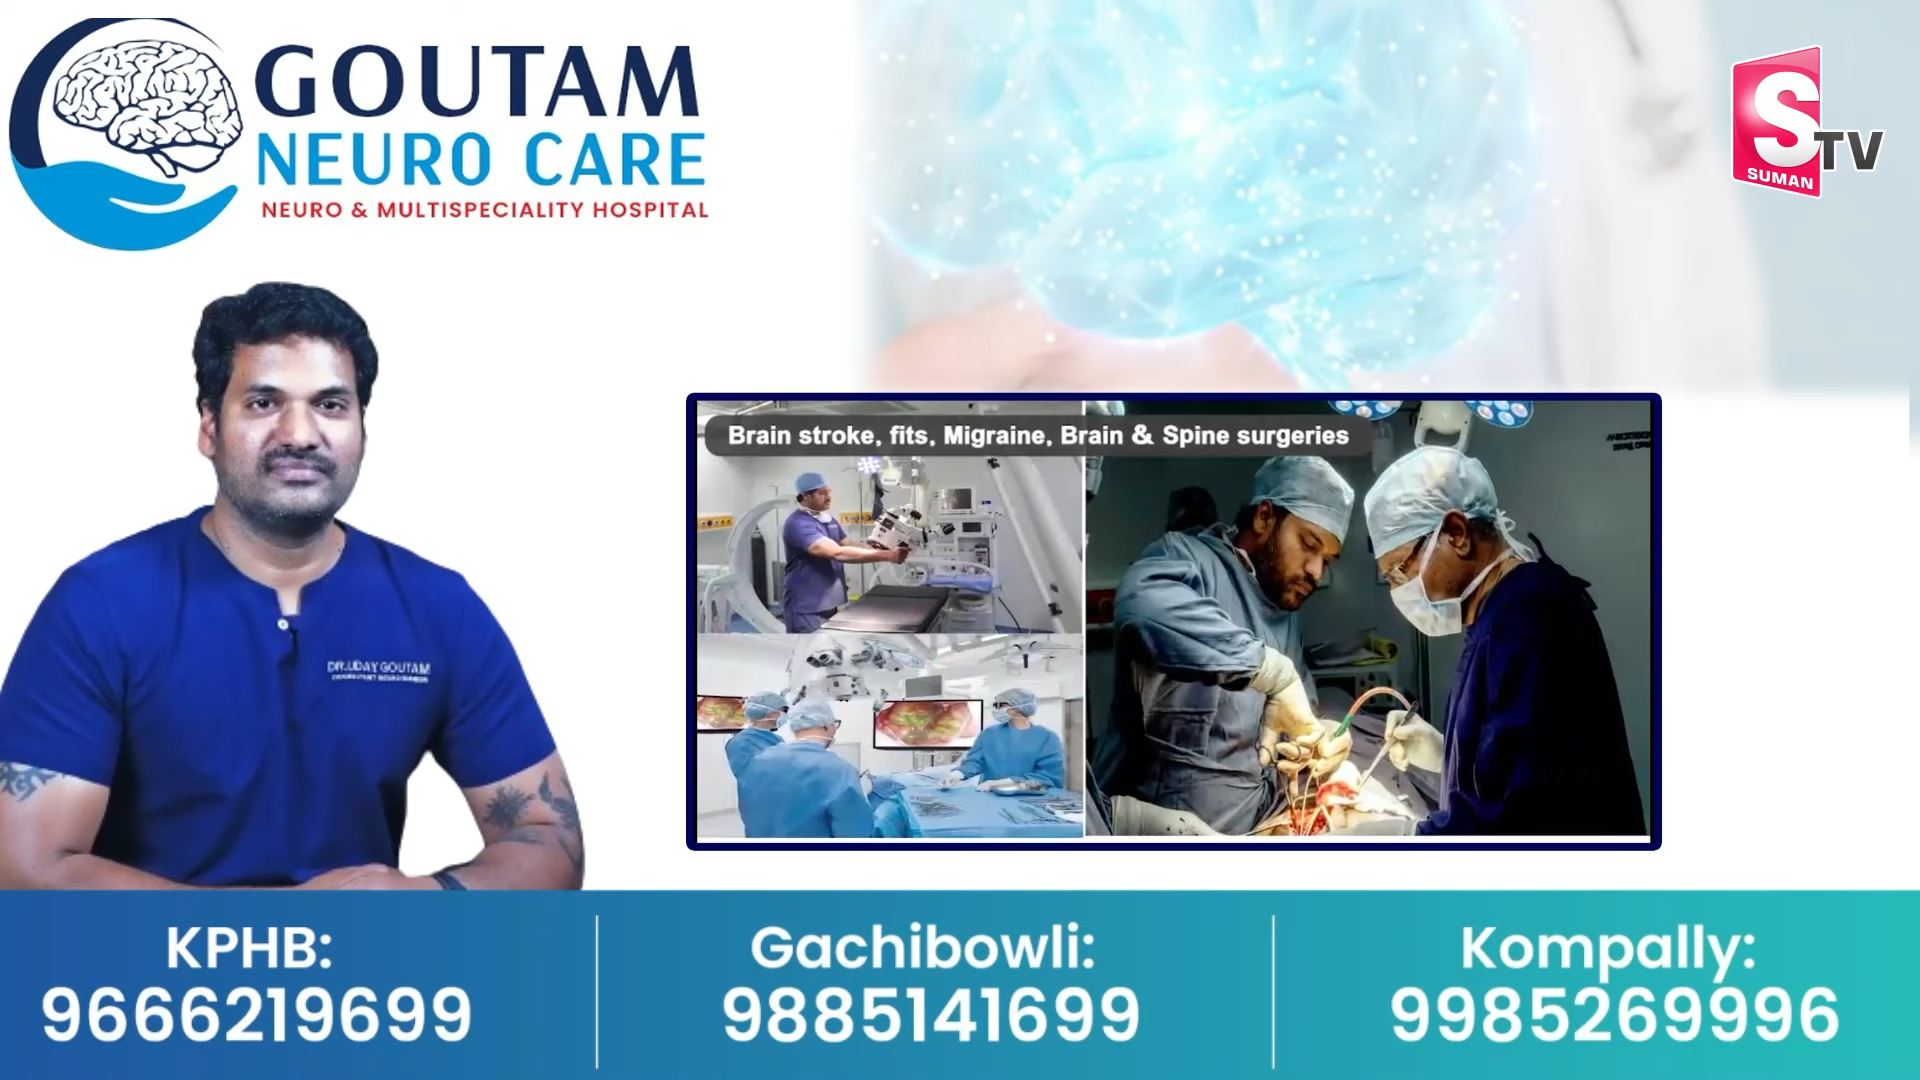 GOUTAM
NEURO CARE
NEURO & MULTISPECIALITY HOSPITAL
S
TV
SUMAN
Brain stroke, fits, Migraine, Brain & Spine surgeries
DR.UDAY GOUTAM
KPHB:
9666219699
Gachibowli:
9885141699
Kompally:
9985269996